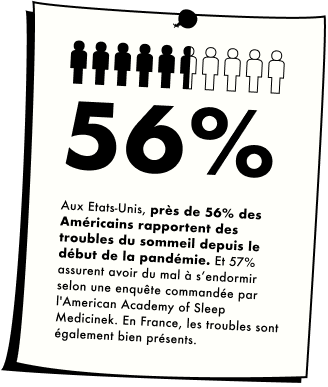 56%
Aux Etats-Unis, près de 56% des
Américains rapportent des
troubles du sommeil depuis le
début de la pandémie. Et 57%
assurent avoir du mal à s’endormir
selon une enquête commandée par
l'American Academy of Sleep
Medicinek. En France, les troubles sont
également bien présents.